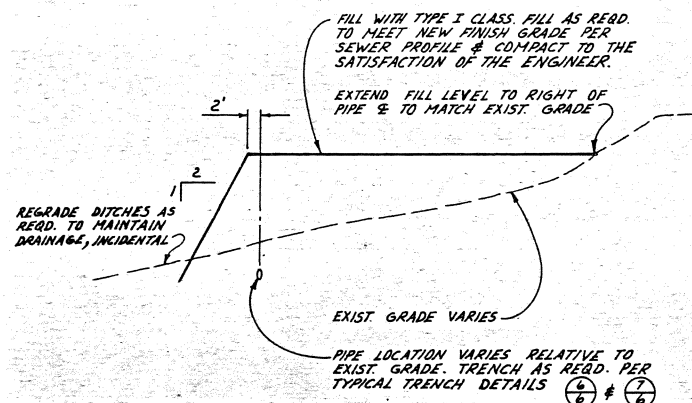 FILL WITH TYPE I CLASS. FILL AS REQD.
TO MEET NEW FINISH GRADE PER
SEWER PROFILE & COMPACT TO THE
SATISFACTION OF THE ENGINEER.
EXTEND FILL LEVEL TO RIGHT OF
PIPE ℄ TO MATCH EXIST. GRADE
2'
2
1
REGRADE DITCHES AS
REQD. TO MAINTAIN
DRAINAGE, INCIDENTAL
EXIST. GRADE VARIES
PIPE LOCATION VARIES RELATIVE TO
EXIST. GRADE. TRENCH AS REQD. PER
TYPICAL TRENCH DETAILS 6/6 & 7/6